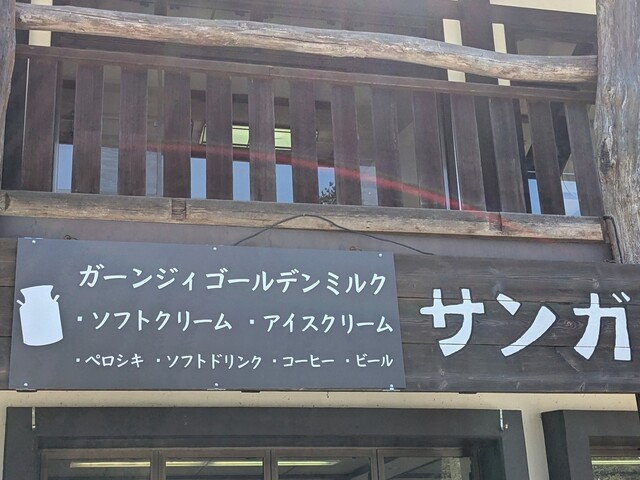 ガーンジィゴールデンミルク
・ソフトクリーム ・アイスクリーム
・ペロシキ ・ソフトドリンク ・コーヒー ・ビール
サンガ